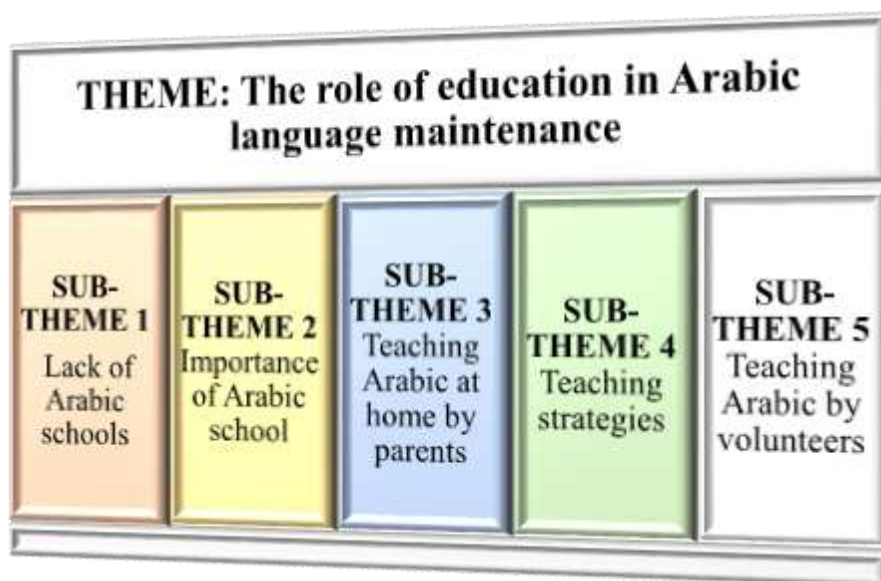 THEME: The role of education in Arabic
language maintenance
SUB-
THEME 1
Lack of
Arabic
schools
SUB-
THEME 2
Importance
of Arabic
school
SUB-
THEME 3
Teaching
Arabic at
home by
parents
SUB-
THEME 4
Teaching
strategies
SUB-
THEME 5
Teaching
Arabic by
volunteers